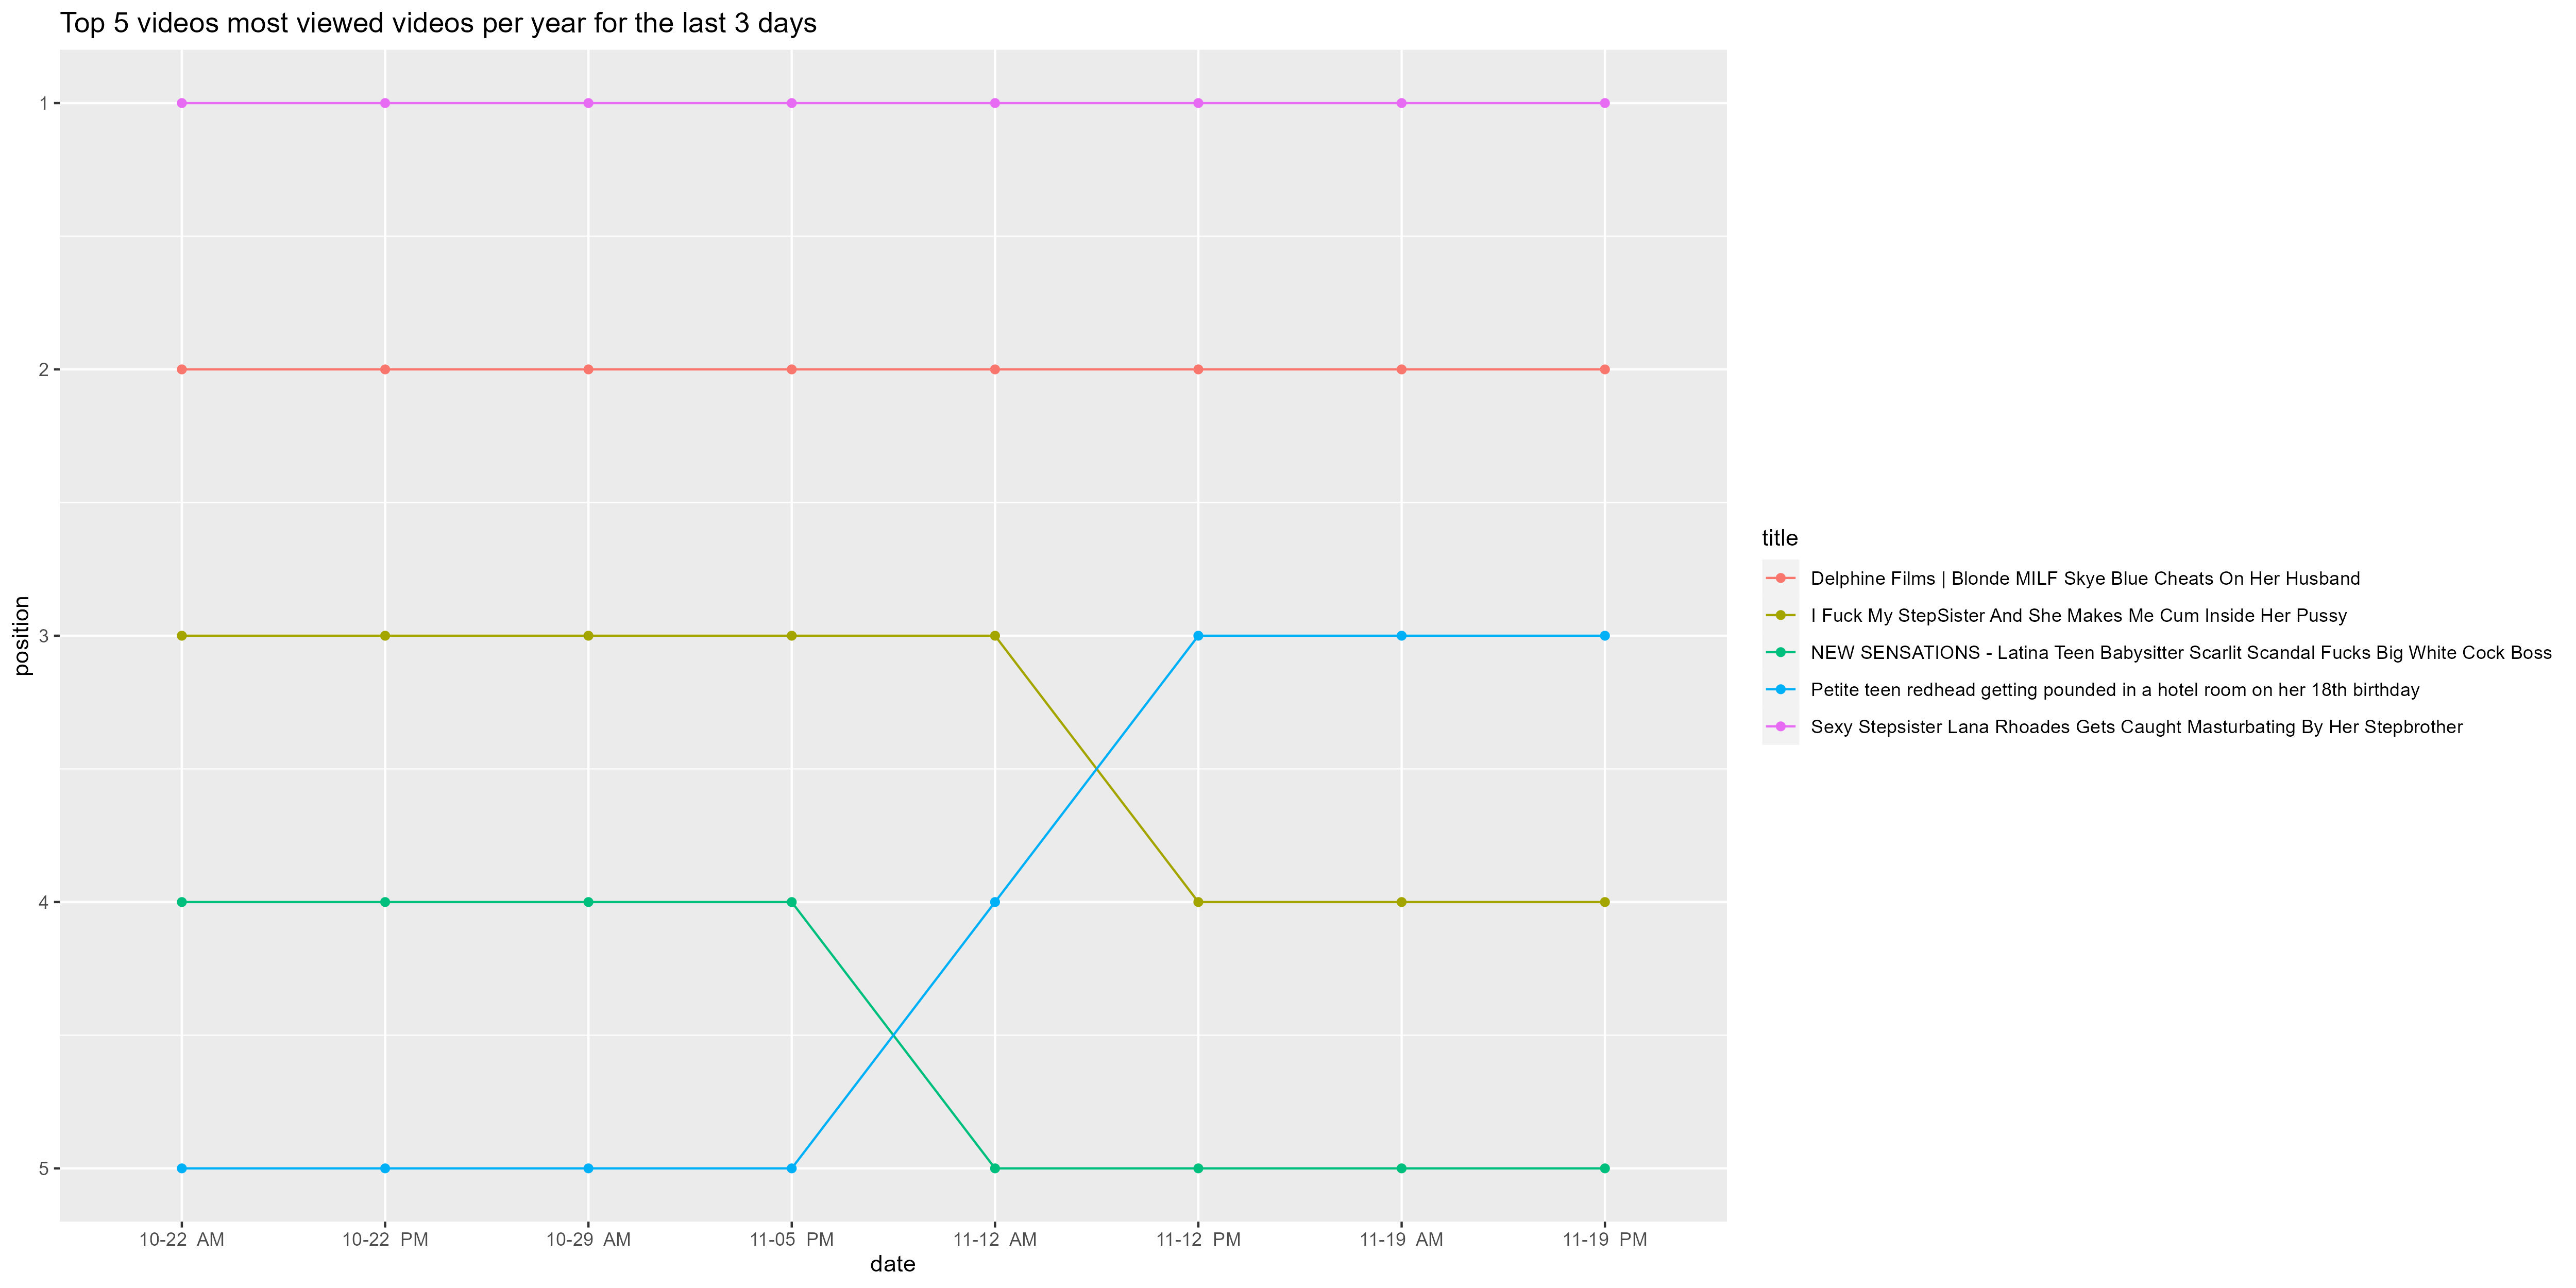 Top 5 videos most viewed videos per year for the last 3 days
position
1
2
3
4
5
10-22 AM
10-22 PM
10-29 AM
11-05 PM
11-12 AM
11-12 PM
11-19 AM
11-19 PM
date
title
Delphine Films | Blonde MILF Skye Blue Cheats On Her Husband
I Fuck My StepSister And She Makes Me Cum Inside Her Pussy
NEW SENSATIONS - Latina Teen Babysitter Scarlit Scandal Fucks Big White Cock Boss
Petite teen redhead getting pounded in a hotel room on her 18th birthday
Sexy Stepsister Lana Rhoades Gets Caught Masturbating By Her Stepbrother